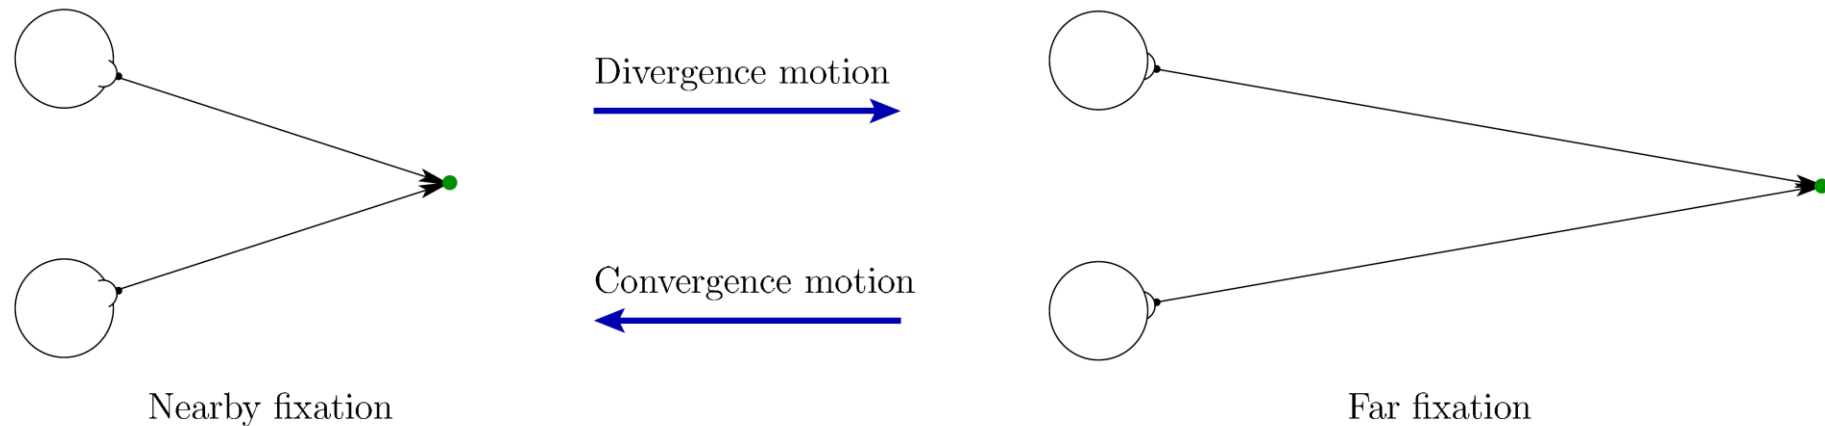 Divergence motion
Convergence motion
Nearby fixation
Far fixation